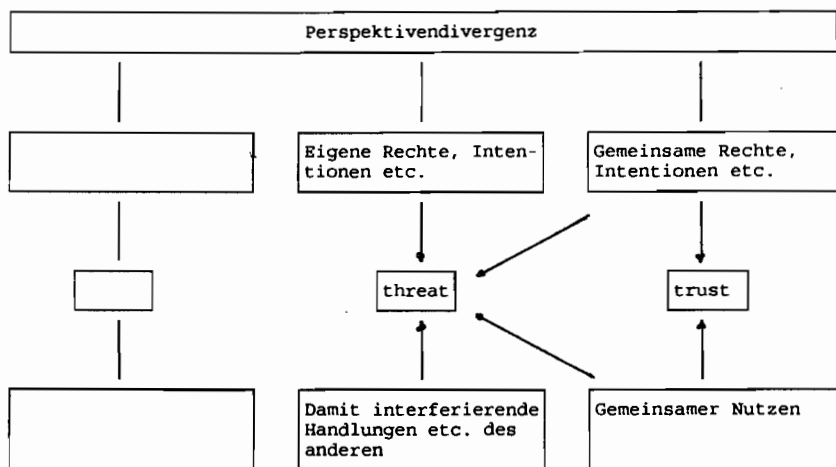 Perspektivendivergenz
Eigene Rechte, Inten-
tionen etc.
Gemeinsame Rechte,
Intentionen etc.
threat
trust
Damit interferierende
Handlungen etc. des
anderen
Gemeinsamer Nutzen